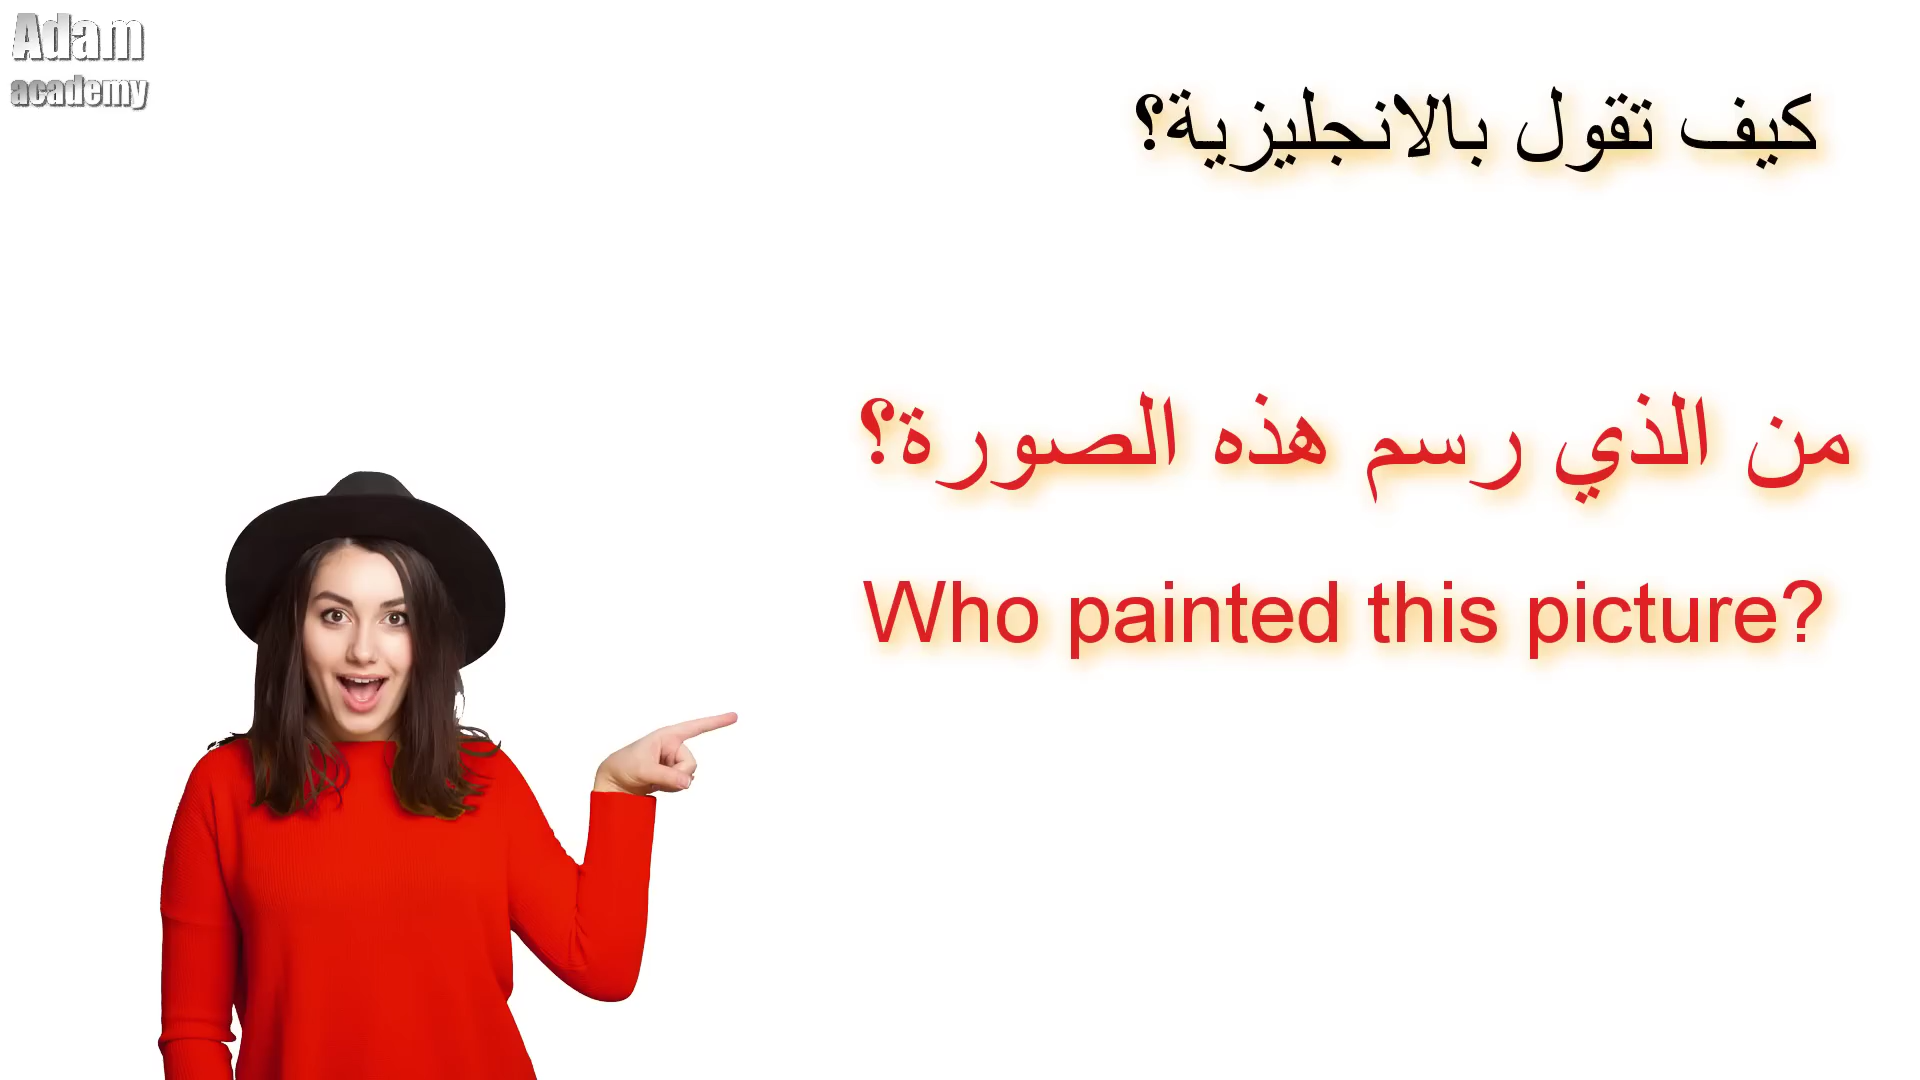 Adam
academy
كيف تقول بالانجليزية؟
من الذي رسم هذه الصورة؟
Who painted this picture?